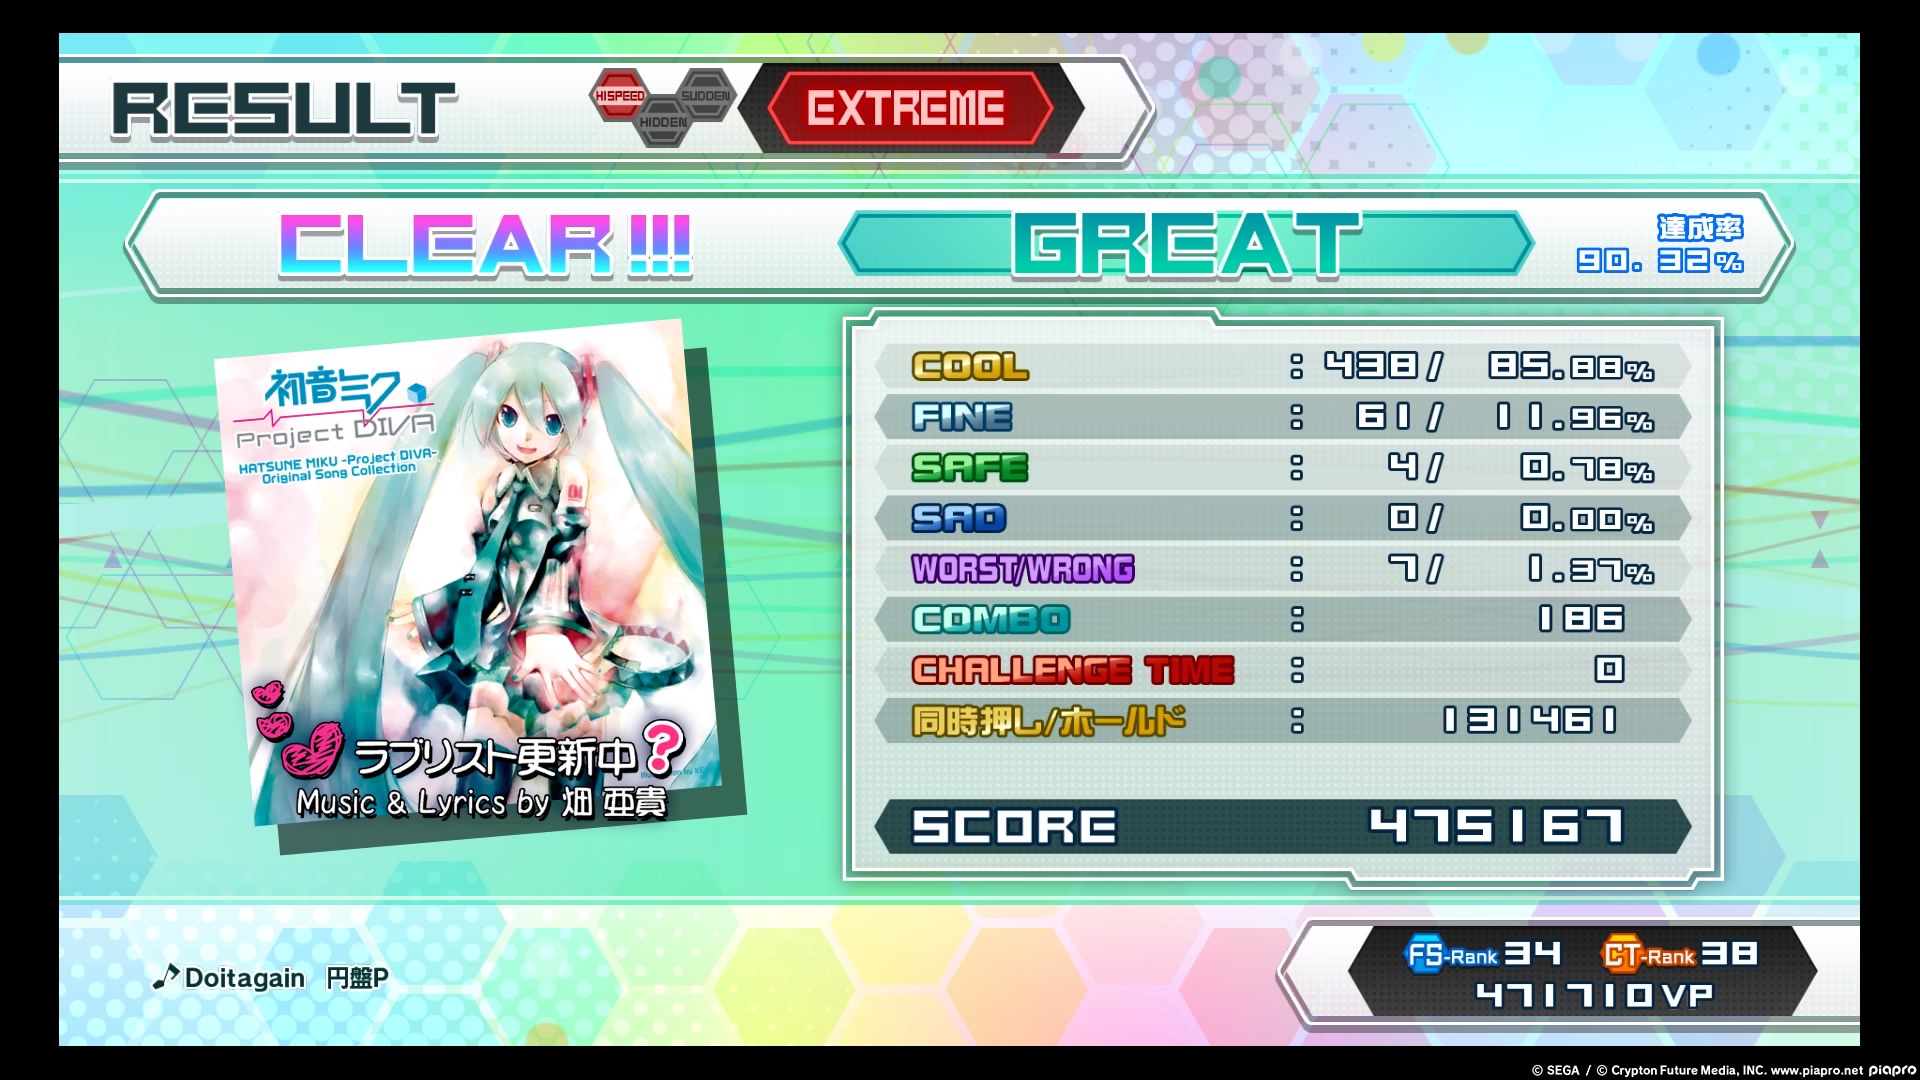 RESULT
HISPEED
SUDDEN
HIDDEN
EXTREME
CLEAR!!!
GREAT
達成率
90.32%
初音ミク
Project DIVA
HATSUNE MIKU -Project DIVA-
Original Song Collection
01
ラブリスト更新中?
Music & Lyrics by 畑 亜貴
COOL : 438/ 85.88%
FINE : 61/ 11.96%
SAFE : 4/ 0.78%
SAD : 0/ 0.00%
WORST/WRONG : 7/ 1.37%
COMBO : 186
CHALLENGE TIME : 0
同時押し/ホールド : 131461
SCORE 475167
♪Doitagain 円盤P
FS-Rank 34 CT-Rank 38
471710VP
© SEGA / © Crypton Future Media, INC. www.piapro.net piapro